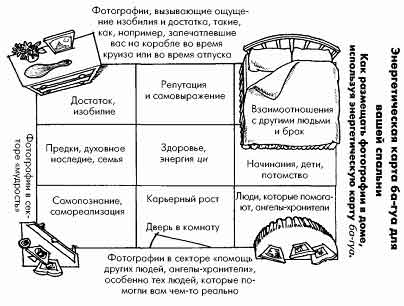 Фотографии, вызывающие ощуще-
ние изобилия и достатка, такие,
как, например, запечатлевшие
вас на корабле во время
круиза или во время отпуска
Энергетическая карта ба-гуа для
вашей спальни
Как размещать фотографии в доме,
используя энергетическую карту ба-гуа.
Достаток,
изобилие
Репутация
и самовыражение
Взаимоотношения
с другими людьми
и брак
Предки, духовное
наследие, семья
Здоровье,
энергия ци
Начинания, дети,
потомство
Фотографии в сек-
торе «мудрость»
Самопознание,
самореализация
Карьерный рост
Дверь в комнату
Люди, которые помога-
ют, ангелы-хранители
Фотографии в секторе «помощь
других людей, ангелы-хранители»,
особенно тех людей, которые по-
могли вам чем-то реально